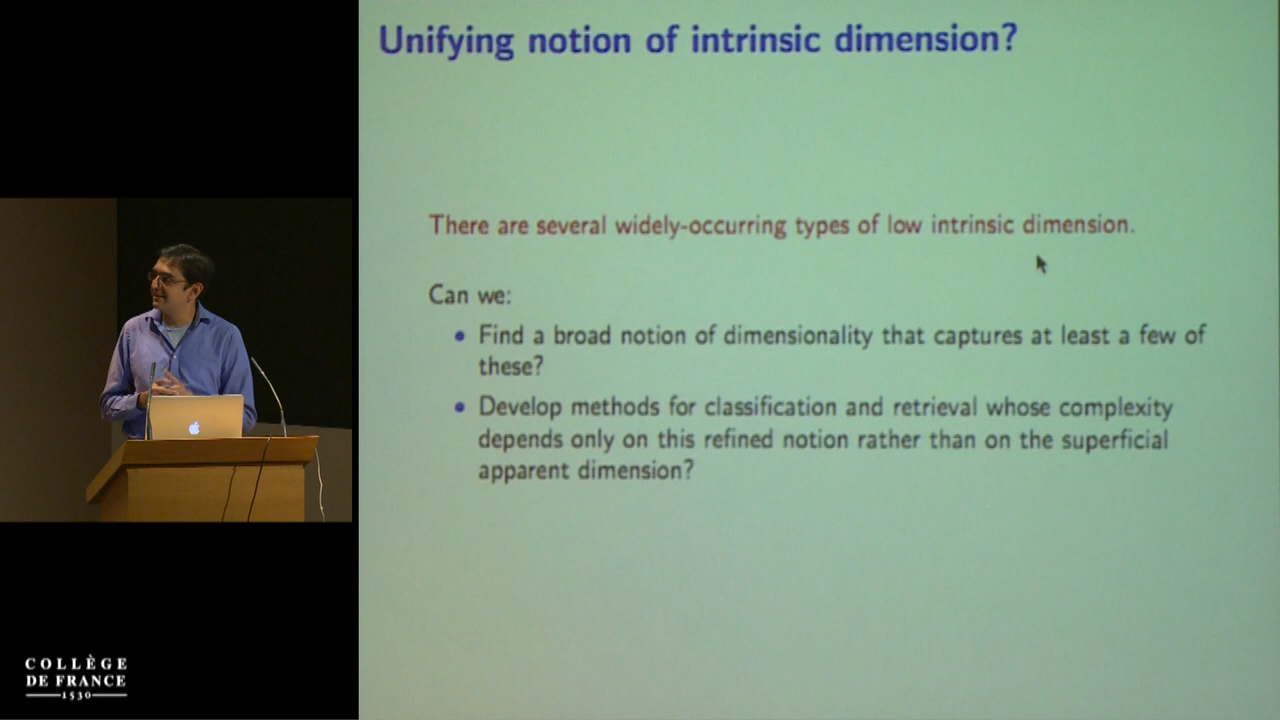 Unifying notion of intrinsic dimension?
There are several widely-occurring types of low intrinsic dimension.
Can we:
• Find a broad notion of dimensionality that captures at least a few of
these?
• Develop methods for classification and retrieval whose complexity
depends only on this refined notion rather than on the superficial
apparent dimension?
COLLÈGE
DE FRANCE
1530